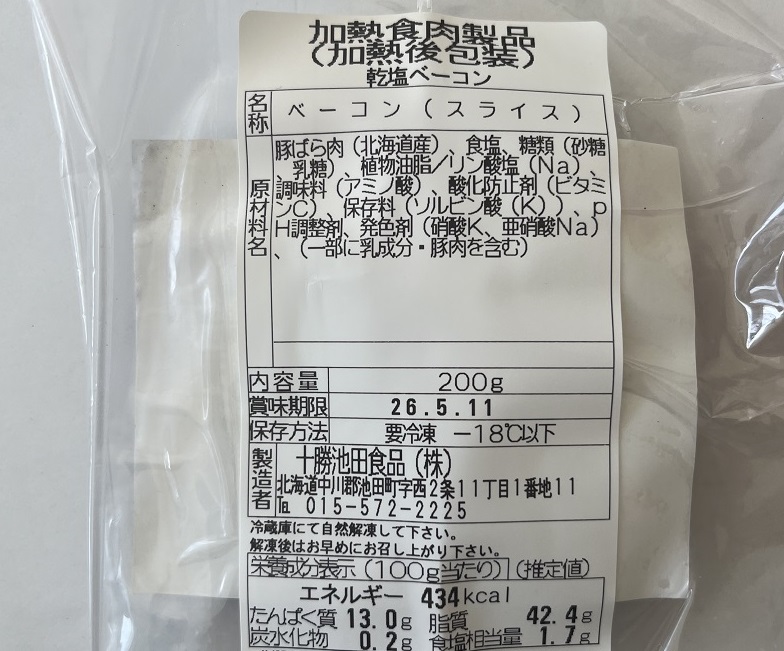 加熱食肉製品
(加熱後包装)
乾塩ベーコン
名称 ベーコン(スライス)
原材料名
豚ばら肉(北海道産)、食塩、糖類(砂糖
、乳糖)、植物油脂/リン酸塩(Na)、
調味料(アミノ酸)、酸化防止剤(ビタミ
ンC)、保存料(ソルビン酸(K))、p
H調整剤、発色剤(硝酸K、亜硝酸Na)
、(一部に乳成分・豚肉を含む)
内容量 200g
賞味期限 26.5.11
保存方法 要冷凍 -18℃以下
製造者
十勝池田食品(株)
北海道中川郡池田町字西2条11丁目1番地11
℡ 015-572-2225
冷蔵庫にて自然解凍して下さい。
解凍後はお早めにお召し上がり下さい。
栄養成分表示(100g当たり)(推定値)
エネルギー 434kcal
たんぱく質 13.0g 脂質 42.4g
炭水化物 0.2g 食塩相当量 1.7g